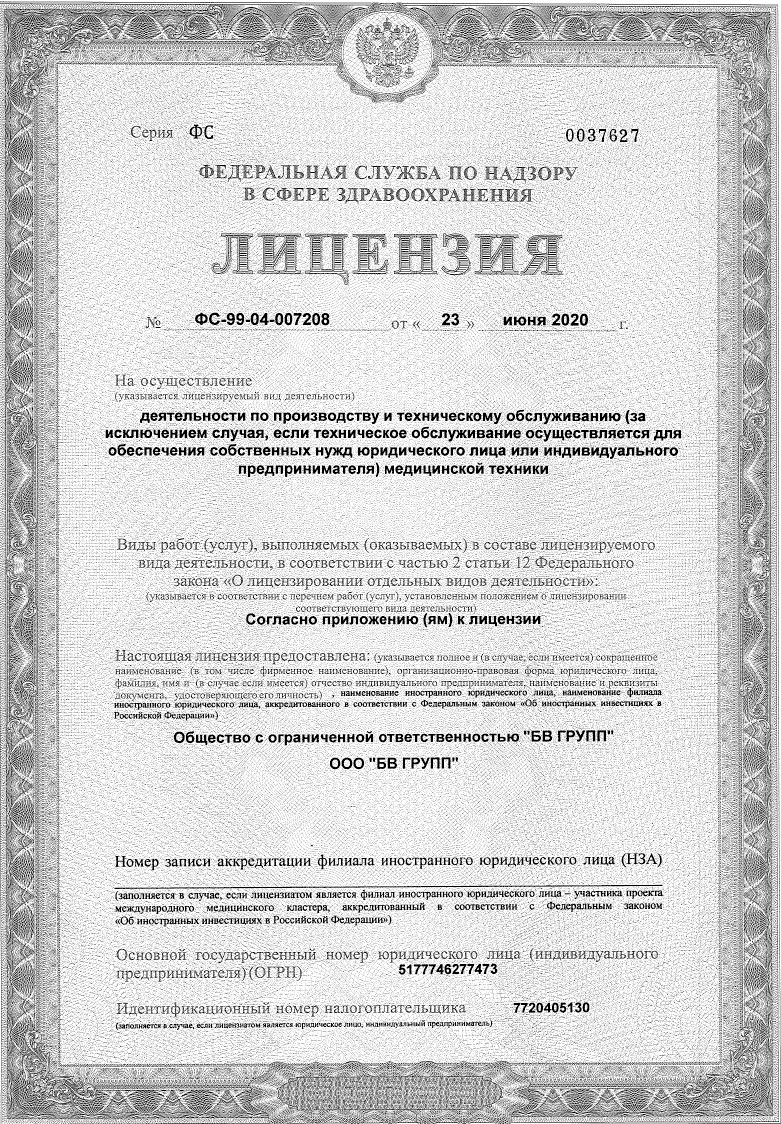 Серия ФС 0037627
ФЕДЕРАЛЬНАЯ СЛУЖБА ПО НАДЗОРУ
В СФЕРЕ ЗДРАВООХРАНЕНИЯ
ЛИЦЕНЗИЯ
№ ФС-99-04-007208 от « 23 » июня 2020 г.
На осуществление
(указывается лицензируемый вид деятельности)
деятельности по производству и техническому обслуживанию (за
исключением случая, если техническое обслуживание осуществляется для
обеспечения собственных нужд юридического лица или индивидуального
предпринимателя) медицинской техники
Виды работ (услуг), выполняемых (оказываемых) в составе лицензируемого
вида деятельности, в соответствии с частью 2 статьи 12 Федерального
закона «О лицензировании отдельных видов деятельности»:
(указывается в соответствии с перечнем работ (услуг), установленным положением о лицензировании
соответствующего вида деятельности)
Согласно приложению (ям) к лицензии
Настоящая лицензия предоставлена: (указывается полное и (в случае, если имеется) сокращенное
наименование (в том числе фирменное наименование), организационно-правовая форма юридического лица,
фамилия, имя и (в случае если имеется) отчество индивидуального предпринимателя, наименование и реквизиты
документа, удостоверяющего его личность) , наименование иностранного юридического лица, наименование филиала
иностранного юридического лица, аккредитованного в соответствии с Федеральным законом «Об иностранных инвестициях в
Российской Федерации»)
Общество с ограниченной ответственностью "БВ ГРУПП"
ООО "БВ ГРУПП"
Номер записи аккредитации филиала иностранного юридического лица (НЗА)
(заполняется в случае, если лицензиатом является филиал иностранного юридического лица – участника проекта
международного медицинского кластера, аккредитованный в соответствии с Федеральным законом
«Об иностранных инвестициях в Российской Федерации»)
Основной государственный номер юридического лица (индивидуального
предпринимателя) (ОГРН) 5177746277473
Идентификационный номер налогоплательщика 7720405130
(заполняется в случае, если лицензиатом является юридическое лицо, индивидуальный предприниматель)